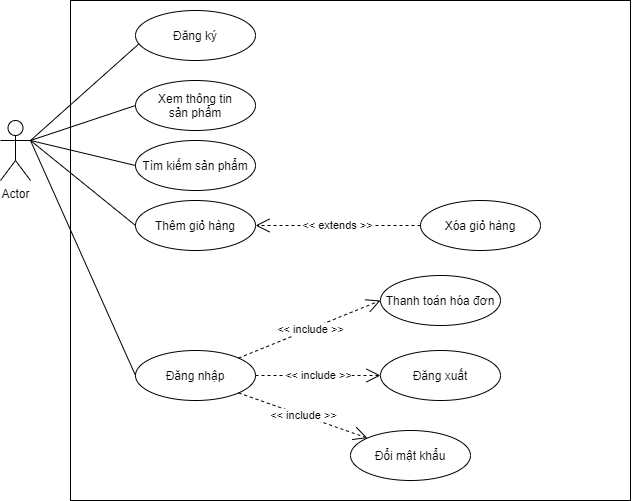 Đăng ký
Xem thông tin
sản phẩm
Tìm kiếm sản phẩm
Actor
Thêm giỏ hàng
<< extends >>
Xóa giỏ hàng
Thanh toán hóa đơn
<< include >>
Đăng nhập
<< include >>
Đăng xuất
<< include >>
Đổi mật khẩu